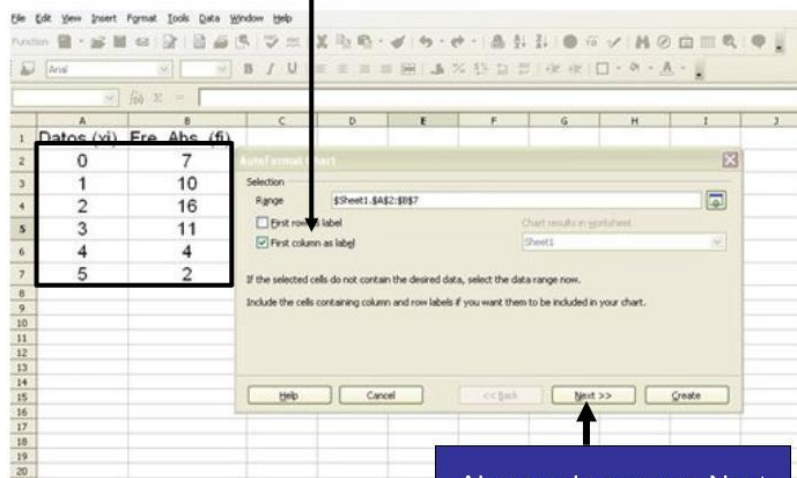 File Edit View Insert Format Tools Data Window Help
Function
Arial
B I U
A B C D E F G H I J
1 Datos (xi) Fre. Abs. (fi)
2 0 7
3 1 10
4 2 16
5 3 11
6 4 4
7 5 2
8
9
10
11
12
13
14
15
16
17
18
19
20
AutoFormat Chart
Selection
Range $Sheet1.$A$2:$B$7
First row as label Chart results in worksheet
First column as label Sheet1
If the selected cells do not contain the desired data, select the data range now.
Include the cells containing column and row labels if you want them to be included in your chart.
Help Cancel << Back Next >> Create
Next